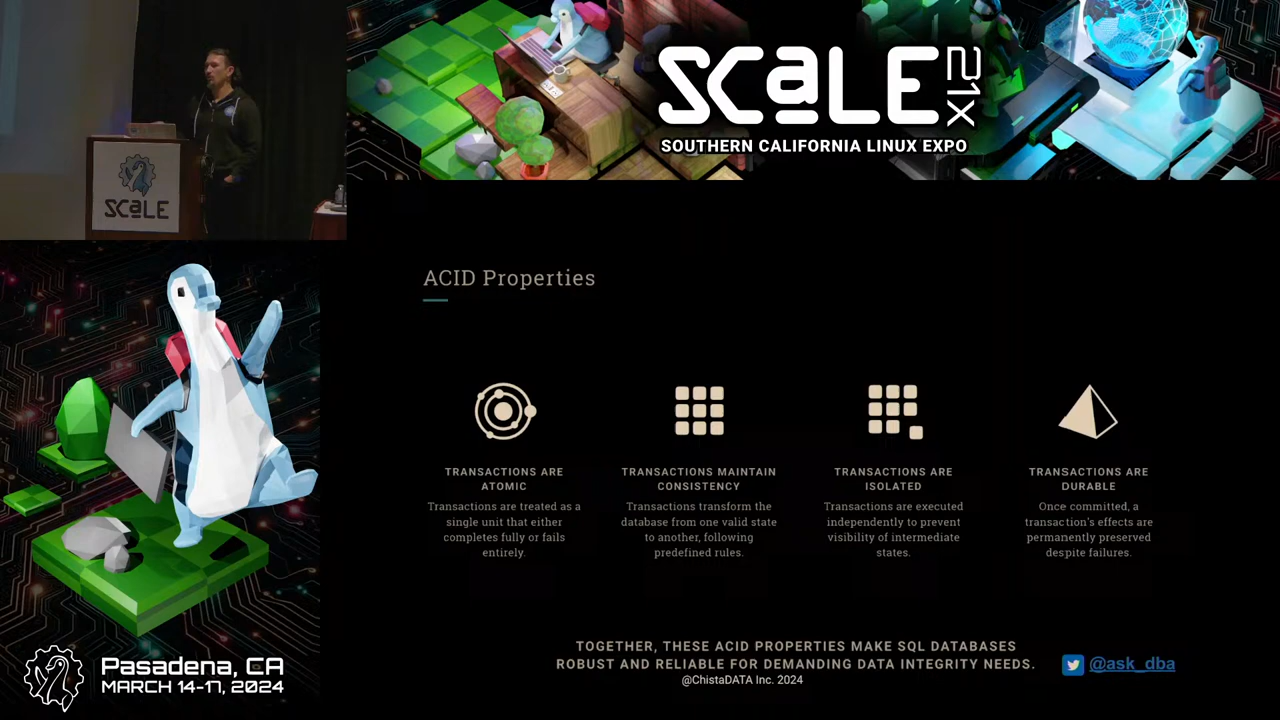 SCaLE
SCaLE 21X
SOUTHERN CALIFORNIA LINUX EXPO
ACID Properties
TRANSACTIONS ARE
ATOMIC
Transactions are treated as a
single unit that either
completes fully or fails
entirely.
TRANSACTIONS MAINTAIN
CONSISTENCY
Transactions transform the
database from one valid state
to another, following
predefined rules.
TRANSACTIONS ARE
ISOLATED
Transactions are executed
independently to prevent
visibility of intermediate
states.
TRANSACTIONS ARE
DURABLE
Once committed, a
transaction's effects are
permanently preserved
despite failures.
TOGETHER, THESE ACID PROPERTIES MAKE SQL DATABASES
ROBUST AND RELIABLE FOR DEMANDING DATA INTEGRITY NEEDS.
@ChistaDATA Inc. 2024
@ask_dba
Pasadena, CA
MARCH 14-17, 2024